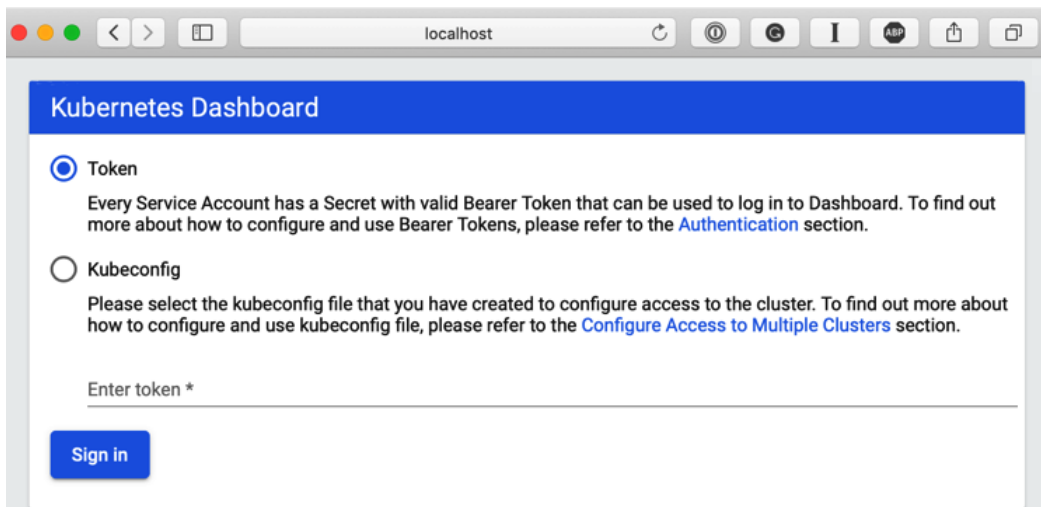 localhost
Kubernetes Dashboard
Token
Every Service Account has a Secret with valid Bearer Token that can be used to log in to Dashboard. To find out
more about how to configure and use Bearer Tokens, please refer to the Authentication section.
Kubeconfig
Please select the kubeconfig file that you have created to configure access to the cluster. To find out more about
how to configure and use kubeconfig file, please refer to the Configure Access to Multiple Clusters section.
Enter token *
Sign in